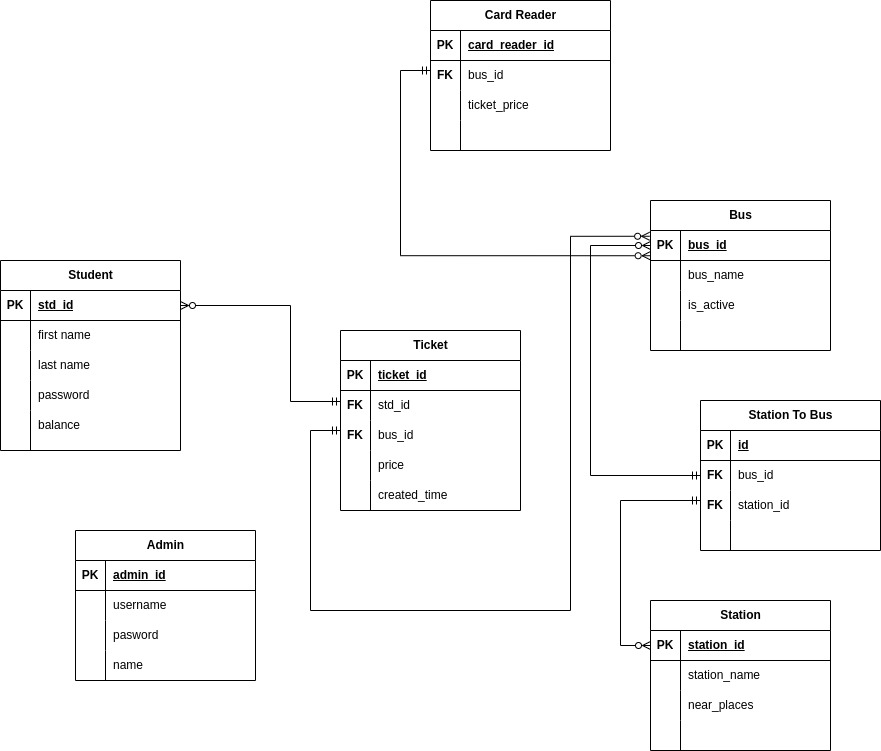 Card Reader
PK card_reader_id
FK bus_id
ticket_price
Bus
PK bus_id
bus_name
is_active
Student
PK std_id
first name
last name
password
balance
Ticket
PK ticket_id
FK std_id
FK bus_id
price
created_time
Station To Bus
PK id
FK bus_id
FK station_id
Admin
PK admin_id
username
pasword
name
Station
PK station_id
station_name
near_places